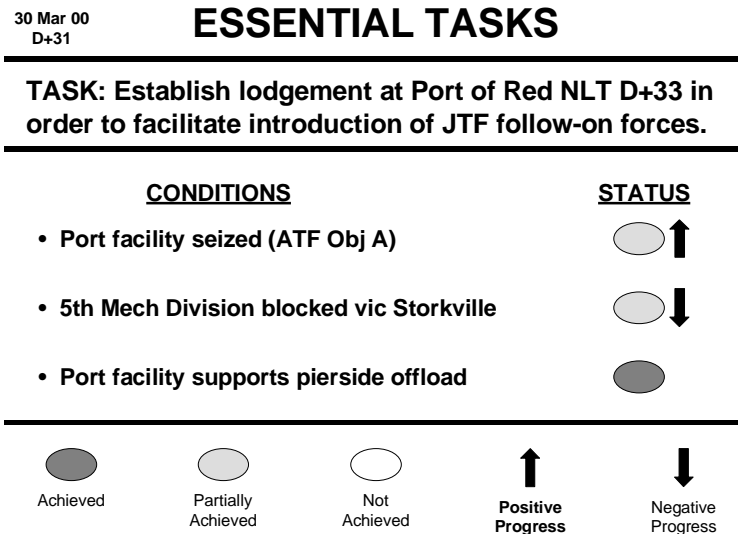 30 Mar 00
D+31
ESSENTIAL TASKS
TASK: Establish lodgement at Port of Red NLT D+33 in
order to facilitate introduction of JTF follow-on forces.
CONDITIONS
STATUS
• Port facility seized (ATF Obj A)
• 5th Mech Division blocked vic Storkville
• Port facility supports pierside offload
Achieved
Partially
Achieved
Not
Achieved
Positive
Progress
Negative
Progress